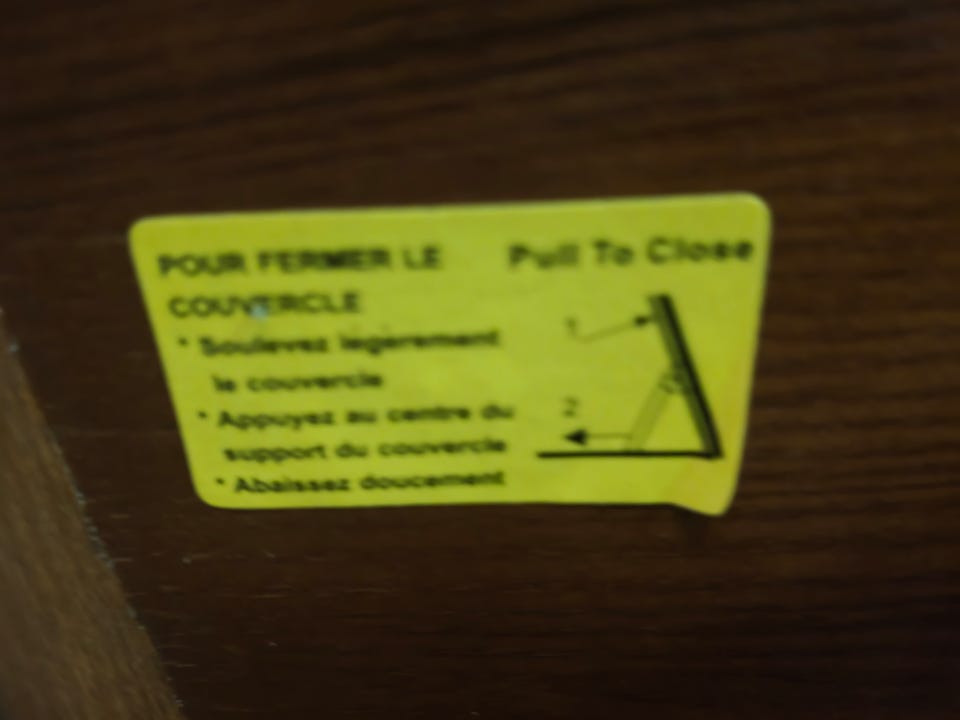 POUR FERMER LE
COUVERCLE
• Soulevez légèrement
le couvercle
• Appuyez au centre du
support du couvercle
• Abaissez doucement
Pull To Close
1
2